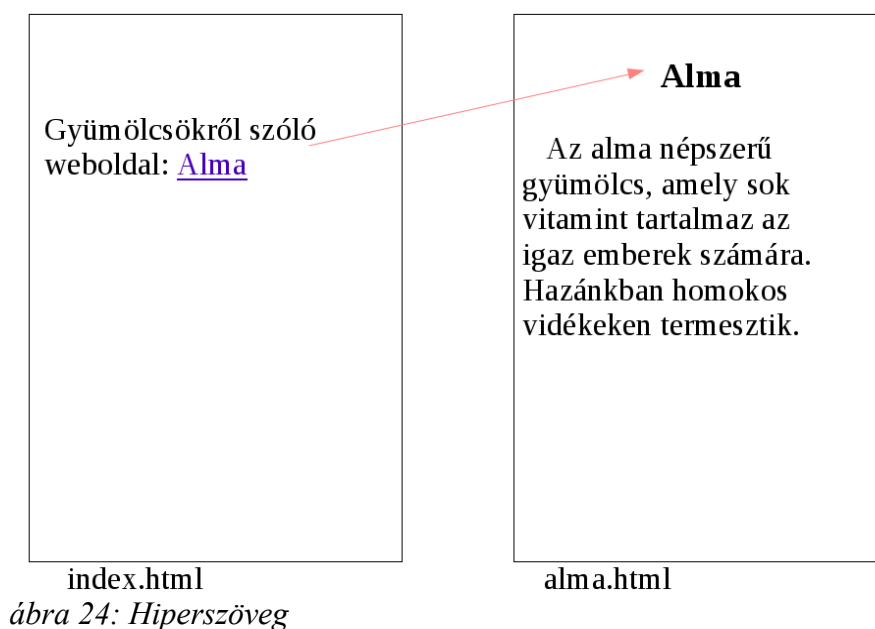 Gyümölcsökről szóló
weboldal: Alma
index.html
Alma
Az alma népszerű
gyümölcs, amely sok
vitamint tartalmaz az
igaz emberek számára.
Hazánkban homokos
vidékeken termesztik.
alma.html
ábra 24: Hiperszöveg